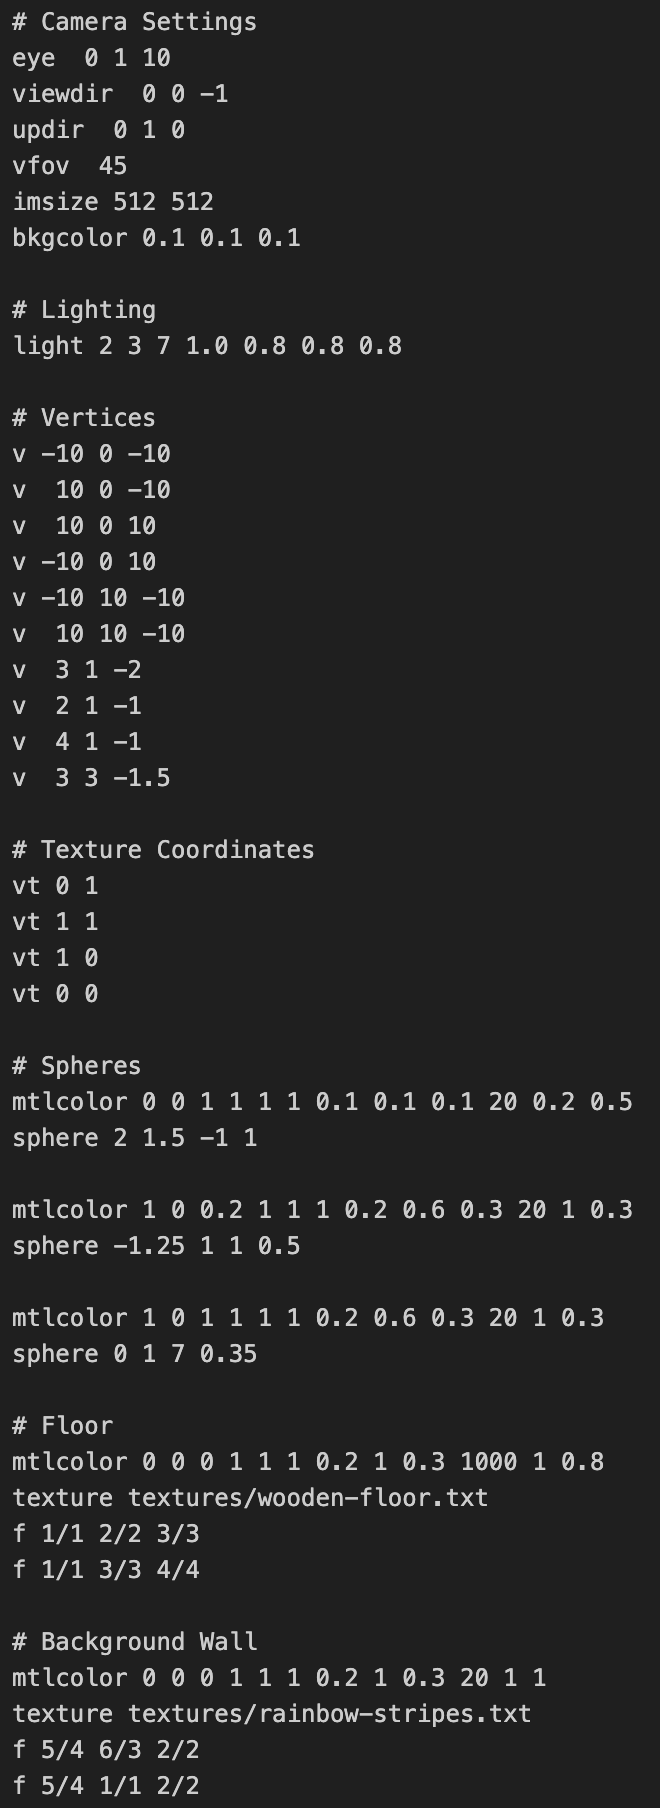 # Camera Settings
eye  0 1 10
viewdir  0 0 -1
updir  0 1 0
vfov  45
imsize 512 512
bkgcolor 0.1 0.1 0.1

# Lighting
light 2 3 7 1.0 0.8 0.8 0.8

# Vertices
v -10 0 -10
v  10 0 -10
v  10 0 10
v -10 0 10
v -10 10 -10
v  10 10 -10
v  3 1 -2
v  2 1 -1
v  4 1 -1
v  3 3 -1.5

# Texture Coordinates
vt 0 1
vt 1 1
vt 1 0
vt 0 0

# Spheres
mtlcolor 0 0 1 1 1 1 0.1 0.1 0.1 20 0.2 0.5
sphere 2 1.5 -1 1

mtlcolor 1 0 0.2 1 1 1 0.2 0.6 0.3 20 1 0.3
sphere -1.25 1 1 0.5

mtlcolor 1 0 1 1 1 1 0.2 0.6 0.3 20 1 0.3
sphere 0 1 7 0.35

# Floor
mtlcolor 0 0 0 1 1 1 0.2 1 0.3 1000 1 0.8
texture textures/wooden-floor.txt
f 1/1 2/2 3/3
f 1/1 3/3 4/4

# Background Wall
mtlcolor 0 0 0 1 1 1 0.2 1 0.3 20 1 1
texture textures/rainbow-stripes.txt
f 5/4 6/3 2/2
f 5/4 1/1 2/2